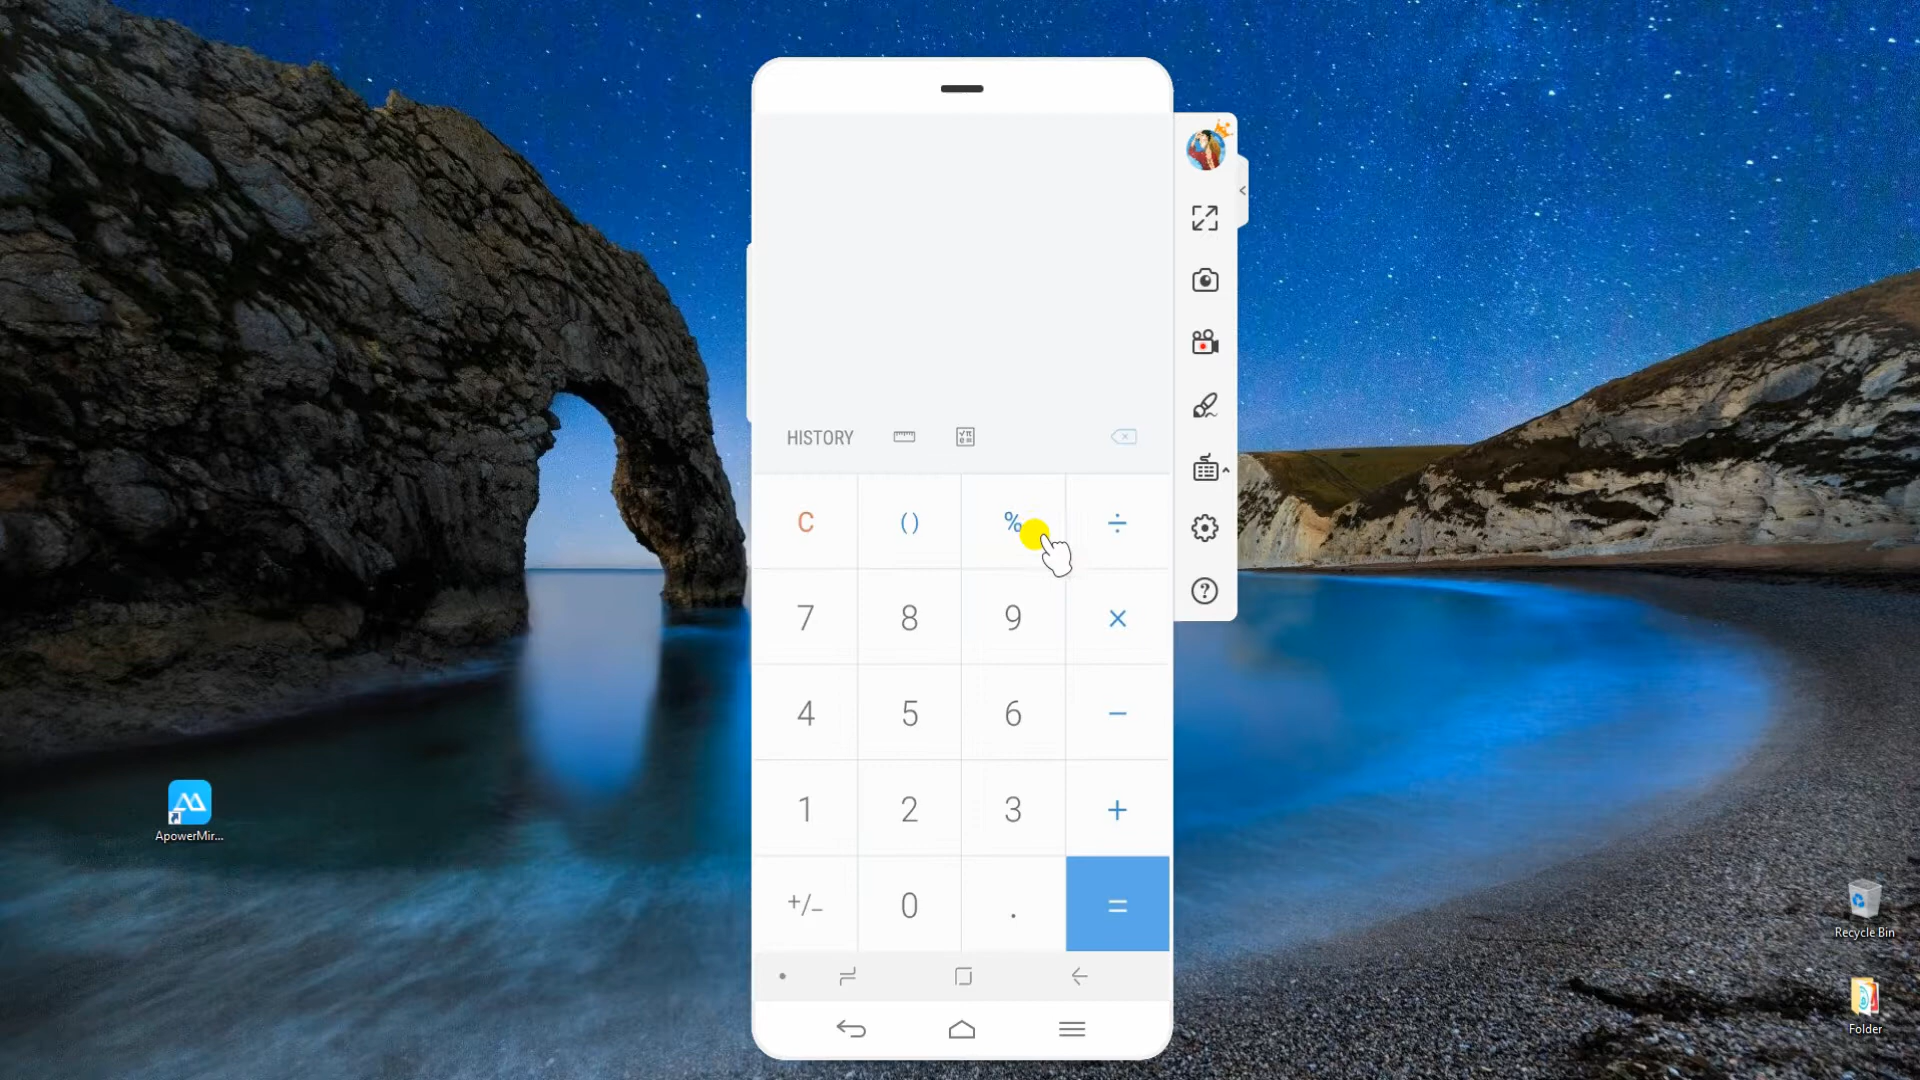 HISTORY
C () % ÷
7 8 9 ×
4 5 6 −
1 2 3 +
+/− 0 . =
ApowerMir...
Recycle Bin
Folder